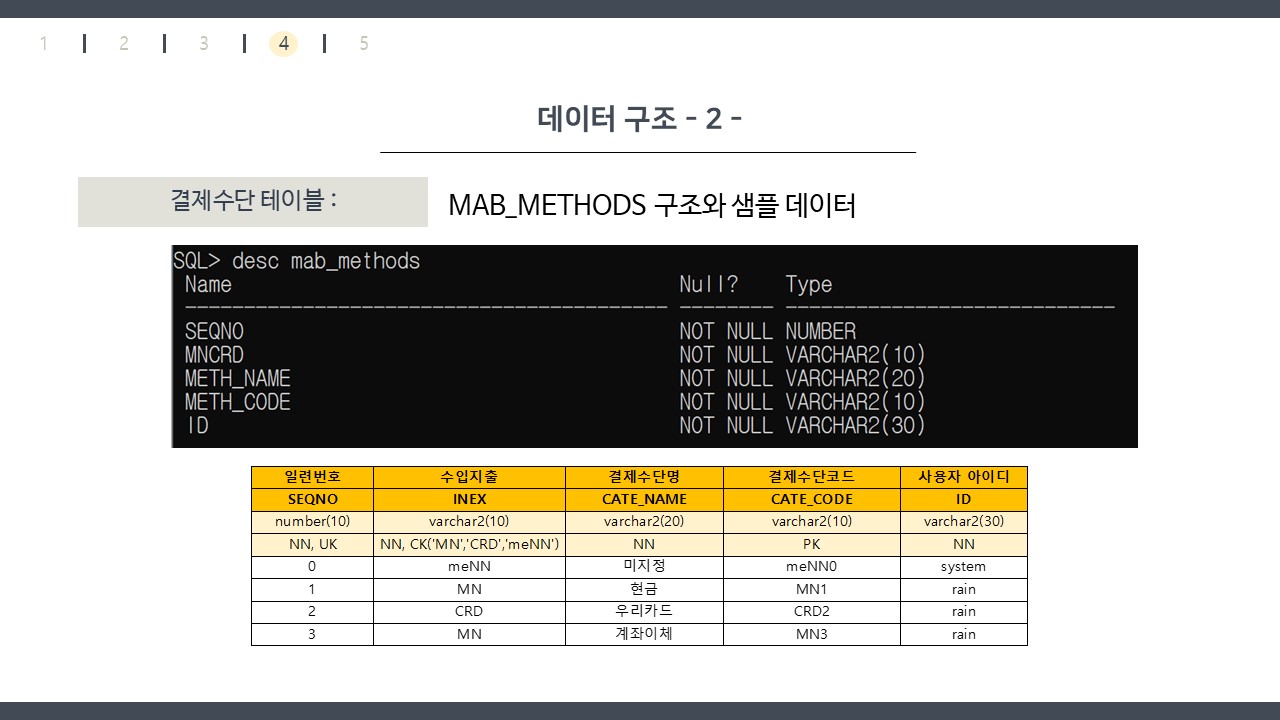 1 | 2 | 3 | 4 | 5
데이터 구조 - 2 -
결제수단 테이블 :
MAB_METHODS 구조와 샘플 데이터
SQL> desc mab_methods
Name Null? Type
----------------------------------------- -------- ----------------------------
SEQNO NOT NULL NUMBER
MNCRD NOT NULL VARCHAR2(10)
METH_NAME NOT NULL VARCHAR2(20)
METH_CODE NOT NULL VARCHAR2(10)
ID NOT NULL VARCHAR2(30)
일련번호 수입지출 결제수단명 결제수단코드 사용자 아이디
SEQNO INEX CATE_NAME CATE_CODE ID
number(10) varchar2(10) varchar2(20) varchar2(10) varchar2(30)
NN, UK NN, CK('MN','CRD','meNN') NN PK NN
0 meNN 미지정 meNN0 system
1 MN 현금 MN1 rain
2 CRD 우리카드 CRD2 rain
3 MN 계좌이체 MN3 rain